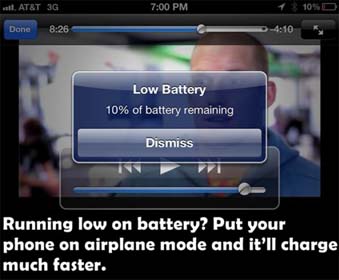 AT&T 3G 7:00 PM 10%
Done 8:26 -4:10
Low Battery
10% of battery remaining
Dismiss
Running low on battery? Put your
phone on airplane mode and it'll charge
much faster.